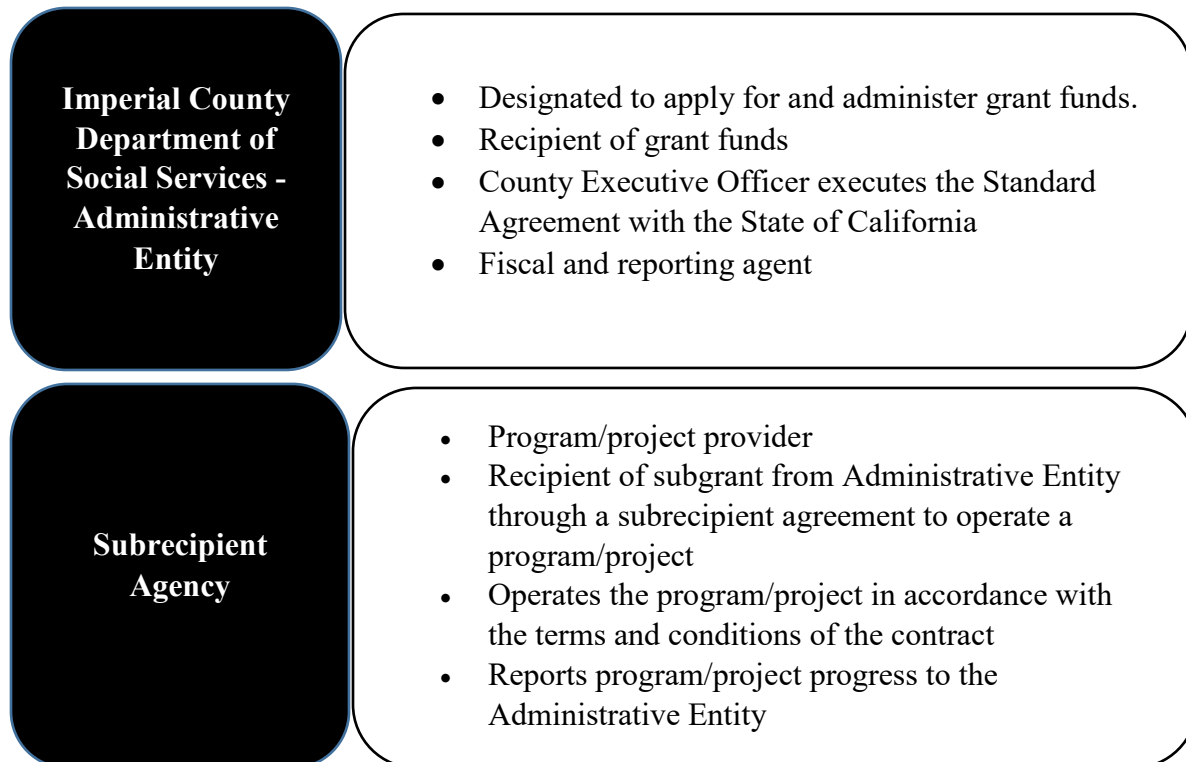 Imperial County
Department of
Social Services -
Administrative
Entity
• Designated to apply for and administer grant funds.
• Recipient of grant funds
• County Executive Officer executes the Standard
Agreement with the State of California
• Fiscal and reporting agent
Subrecipient
Agency
• Program/project provider
• Recipient of subgrant from Administrative Entity
through a subrecipient agreement to operate a
program/project
• Operates the program/project in accordance with
the terms and conditions of the contract
• Reports program/project progress to the
Administrative Entity